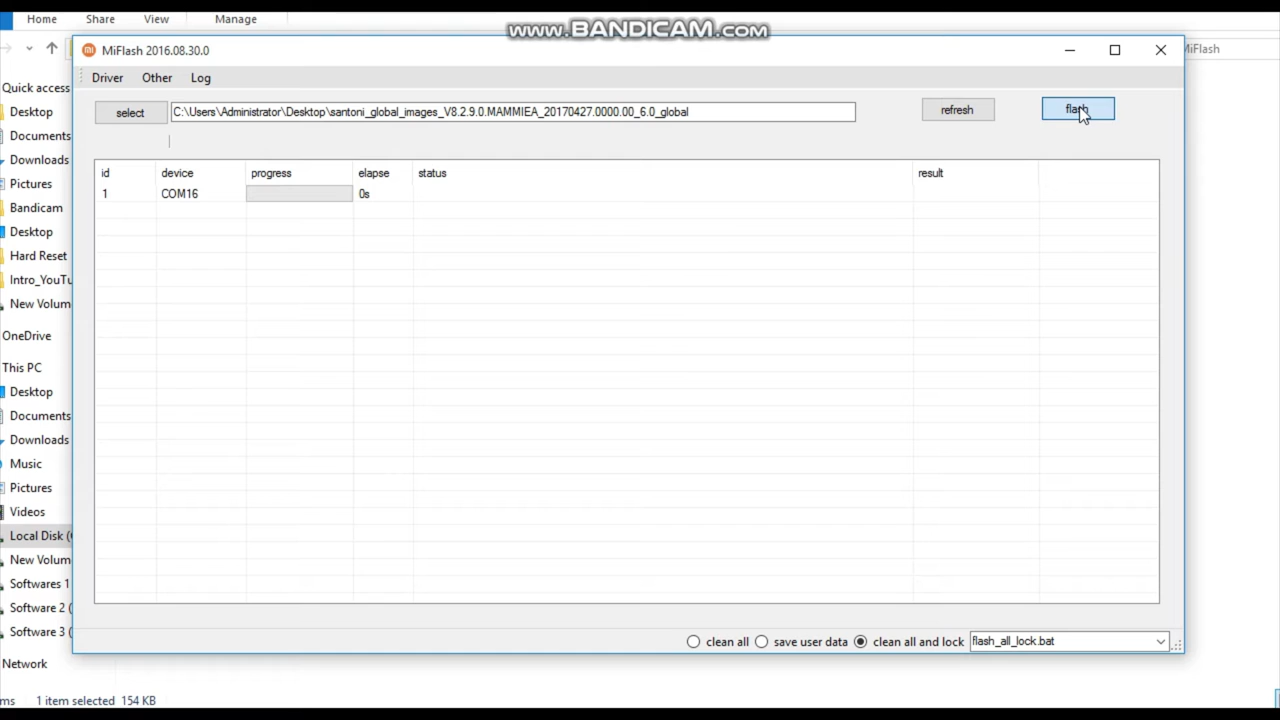 Home Share View Manage
www.BANDICAM.com
MiFlash 2016.08.30.0
MiFlash
Driver Other Log
select C:\Users\Administrator\Desktop\santoni_global_images_V8.2.9.0.MAMMIEA_20170427.0000.00_6.0_global refresh flash
id device progress elapse status result
1 COM16 0s
Quick access
Desktop
Documents
Downloads
Pictures
Bandicam
Desktop
Hard Reset
Intro_YouTu
New Volum
OneDrive
This PC
Desktop
Documents
Downloads
Music
Pictures
Videos
Local Disk (
New Volum
Softwares 1
Software 2 (
Software 3 (
Network
clean all save user data clean all and lock flash_all_lock.bat
ms 1 item selected 154 KB